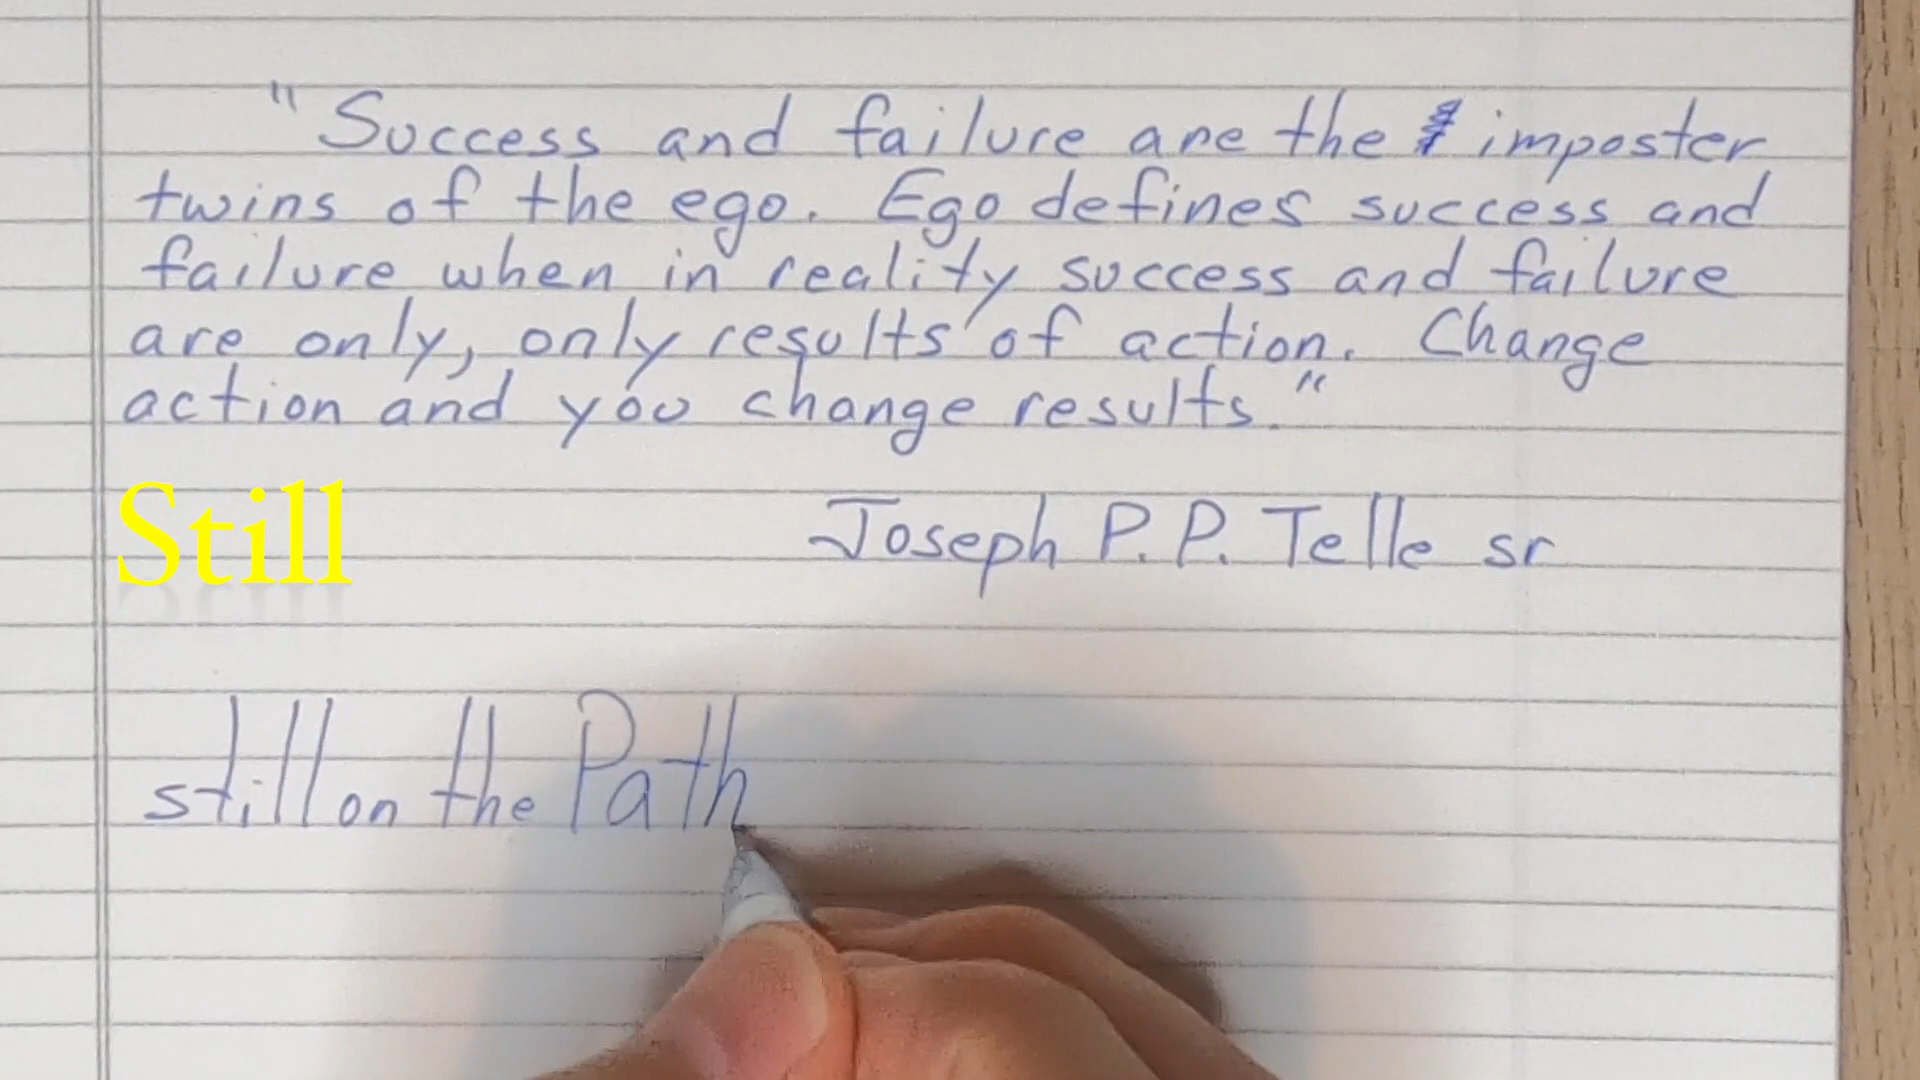 "Success and failure are the imposter
twins of the ego. Ego defines success and
failure when in reality success and failure
are only, only results of action. Change
action and you change results."
Still
Joseph P. P. Telle sr
still on the Path